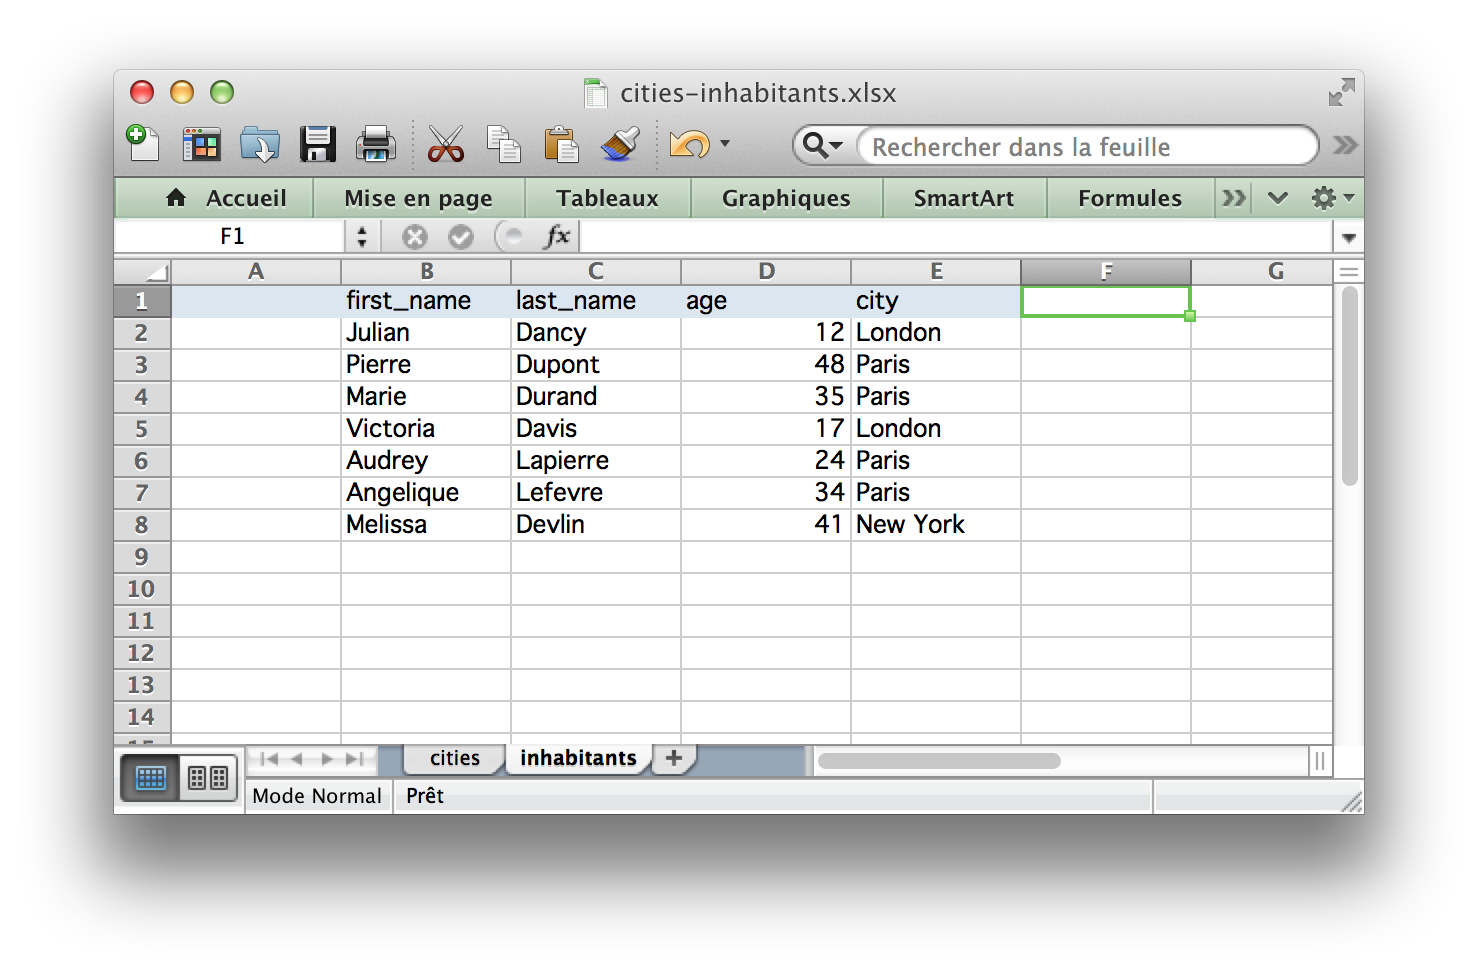 cities-inhabitants.xlsx
Rechercher dans la feuille
Accueil Mise en page Tableaux Graphiques SmartArt Formules
F1 fx
A B C D E F G
1 first_name last_name age city
2 Julian Dancy 12 London
3 Pierre Dupont 48 Paris
4 Marie Durand 35 Paris
5 Victoria Davis 17 London
6 Audrey Lapierre 24 Paris
7 Angelique Lefevre 34 Paris
8 Melissa Devlin 41 New York
9
10
11
12
13
14
15
cities inhabitants +
Mode Normal Prêt